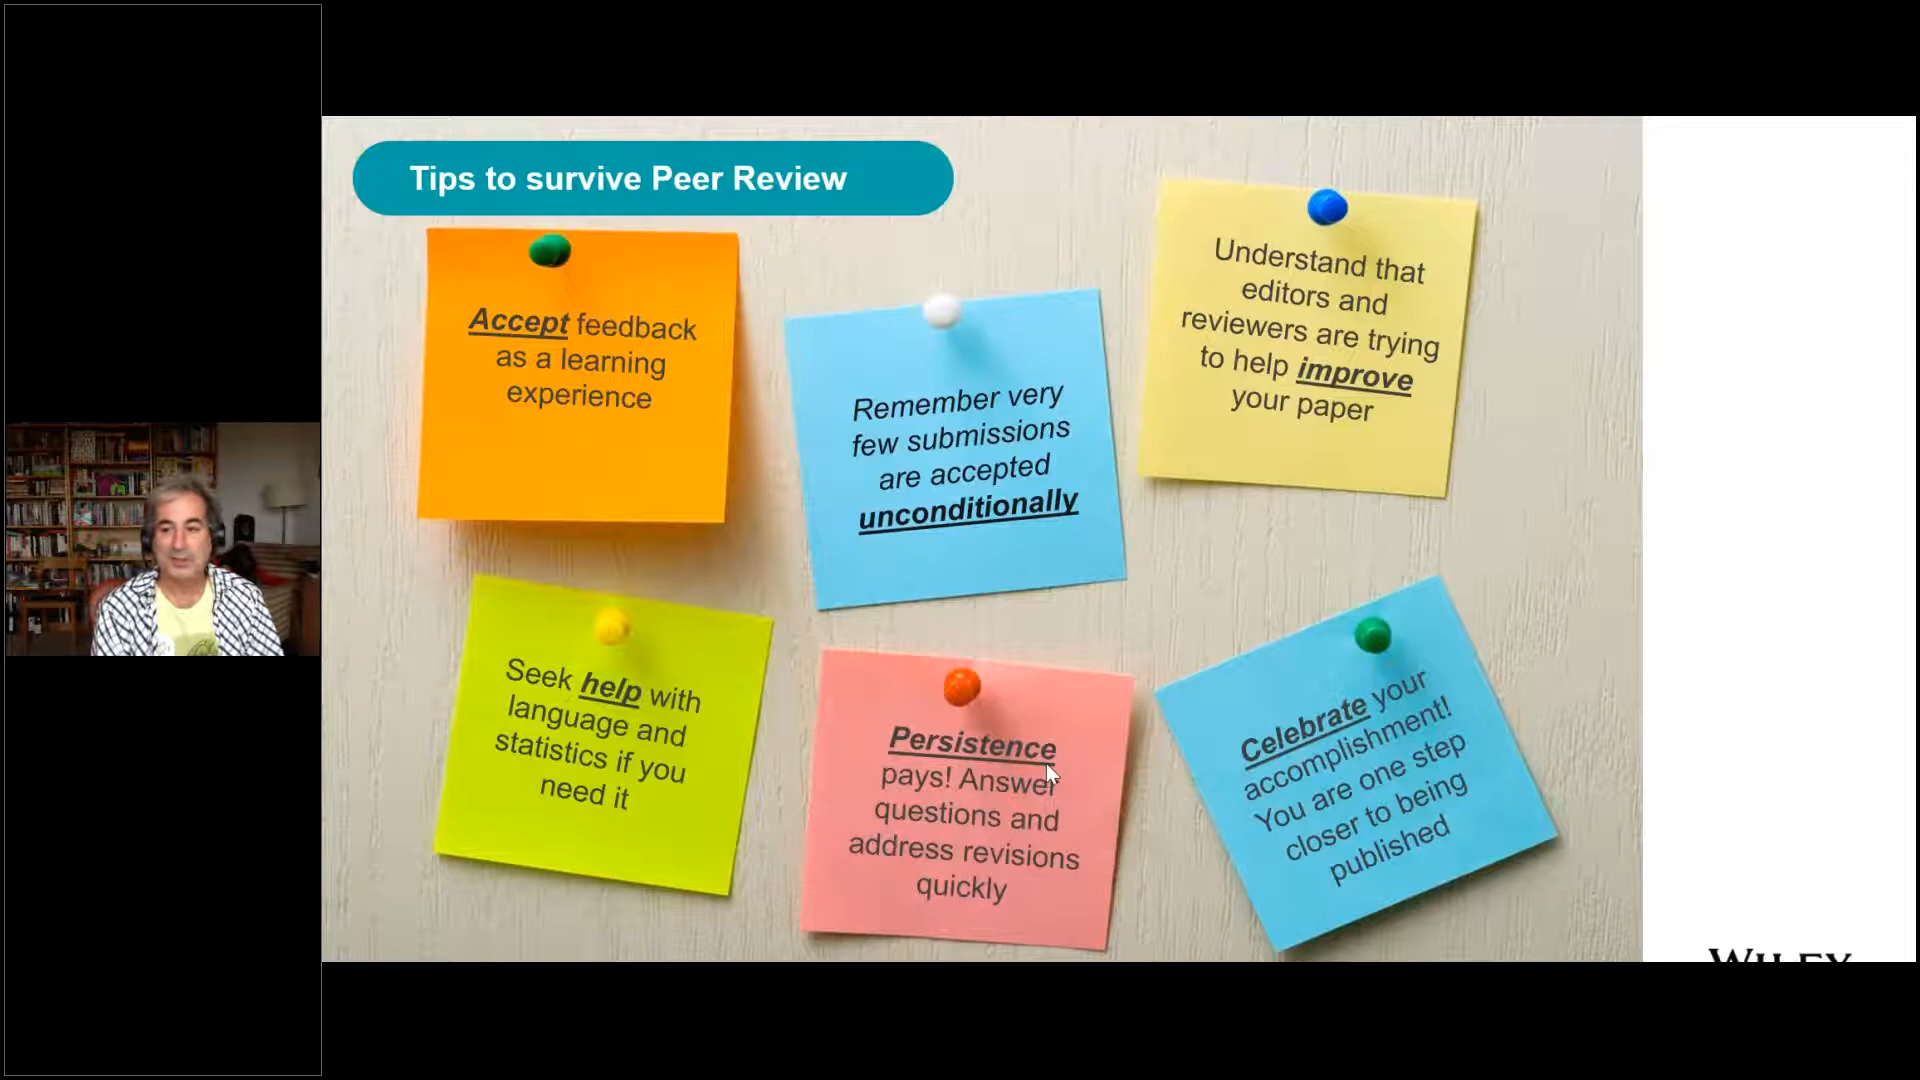 Tips to survive Peer Review
Accept feedback
as a learning
experience
Remember very
few submissions
are accepted
unconditionally
Understand that
editors and
reviewers are trying
to help improve
your paper
Seek help with
language and
statistics if you
need it
Persistence
pays! Answer
questions and
address revisions
quickly
Celebrate your
accomplishment!
You are one step
closer to being
published
WILEY